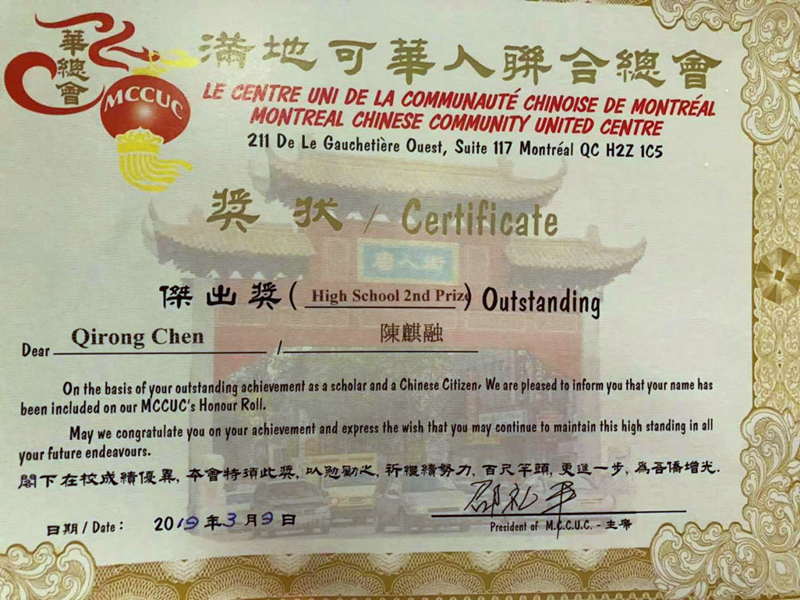 華總會
MCCUC
滿地可華人聯合總會
LE CENTRE UNI DE LA COMMUNAUTÉ CHINOISE DE MONTRÉAL
MONTREAL CHINESE COMMUNITY UNITED CENTRE
211 De Le Gauchetière Ouest, Suite 117 Montréal QC H2Z 1C5
奬 狀 / Certificate
唐人街
傑出奬 ( High School 2nd Prize ) Outstanding
Dear Qirong Chen / 陳麒融
On the basis of your outstanding achievement as a scholar and a Chinese Citizen, We are pleased to inform you that your name has
been included on our MCCUC's Honour Roll.
May we congratulate you on your achievement and express the wish that you may continue to maintain this high standing in all
your future endeavours.
閣下在校成績優異, 本會特頒此奬, 以勉勵之, 祈繼續努力, 百尺竿頭, 更進一步, 為吾僑增光.
日期 / Date : 2019 年 3 月 9 日
President of M.C.C.U.C. - 主席